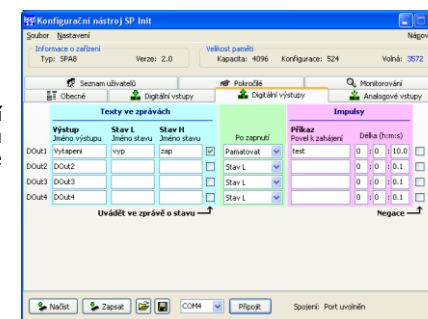 Konfigurační nástroj SP Init
Soubor Nastavení Nápov
Informace o zařízení Velikost paměti
Typ: SPA8 Verze: 2.0 Kapacita: 4096 Konfigurace: 524 Volná: 3572
Seznam uživatelů Pokročilé Monitorování
Obecné Digitální vstupy Digitální výstupy Analogové vstupy
Texty ve zprávách Impulsy
Výstup Stav L Stav H Příkaz
Jméno výstupu Jméno stavu Jméno stavu Po zapnutí Povel k zahájení Délka (h:m:s)
DOut1 Vytapeni vyp zap Pamatovat test 0 : 0 : 10.0
DOut2 DOut2 Stav L 0 : 0 : 0.1
DOut3 DOut3 Stav L 0 : 0 : 0.1
DOut4 DOut4 Stav L 0 : 0 : 0.1
Uvádět ve zprávě o stavu Negace
Načíst Zapsat COM4 Připojit Spojení: Port uvolněn